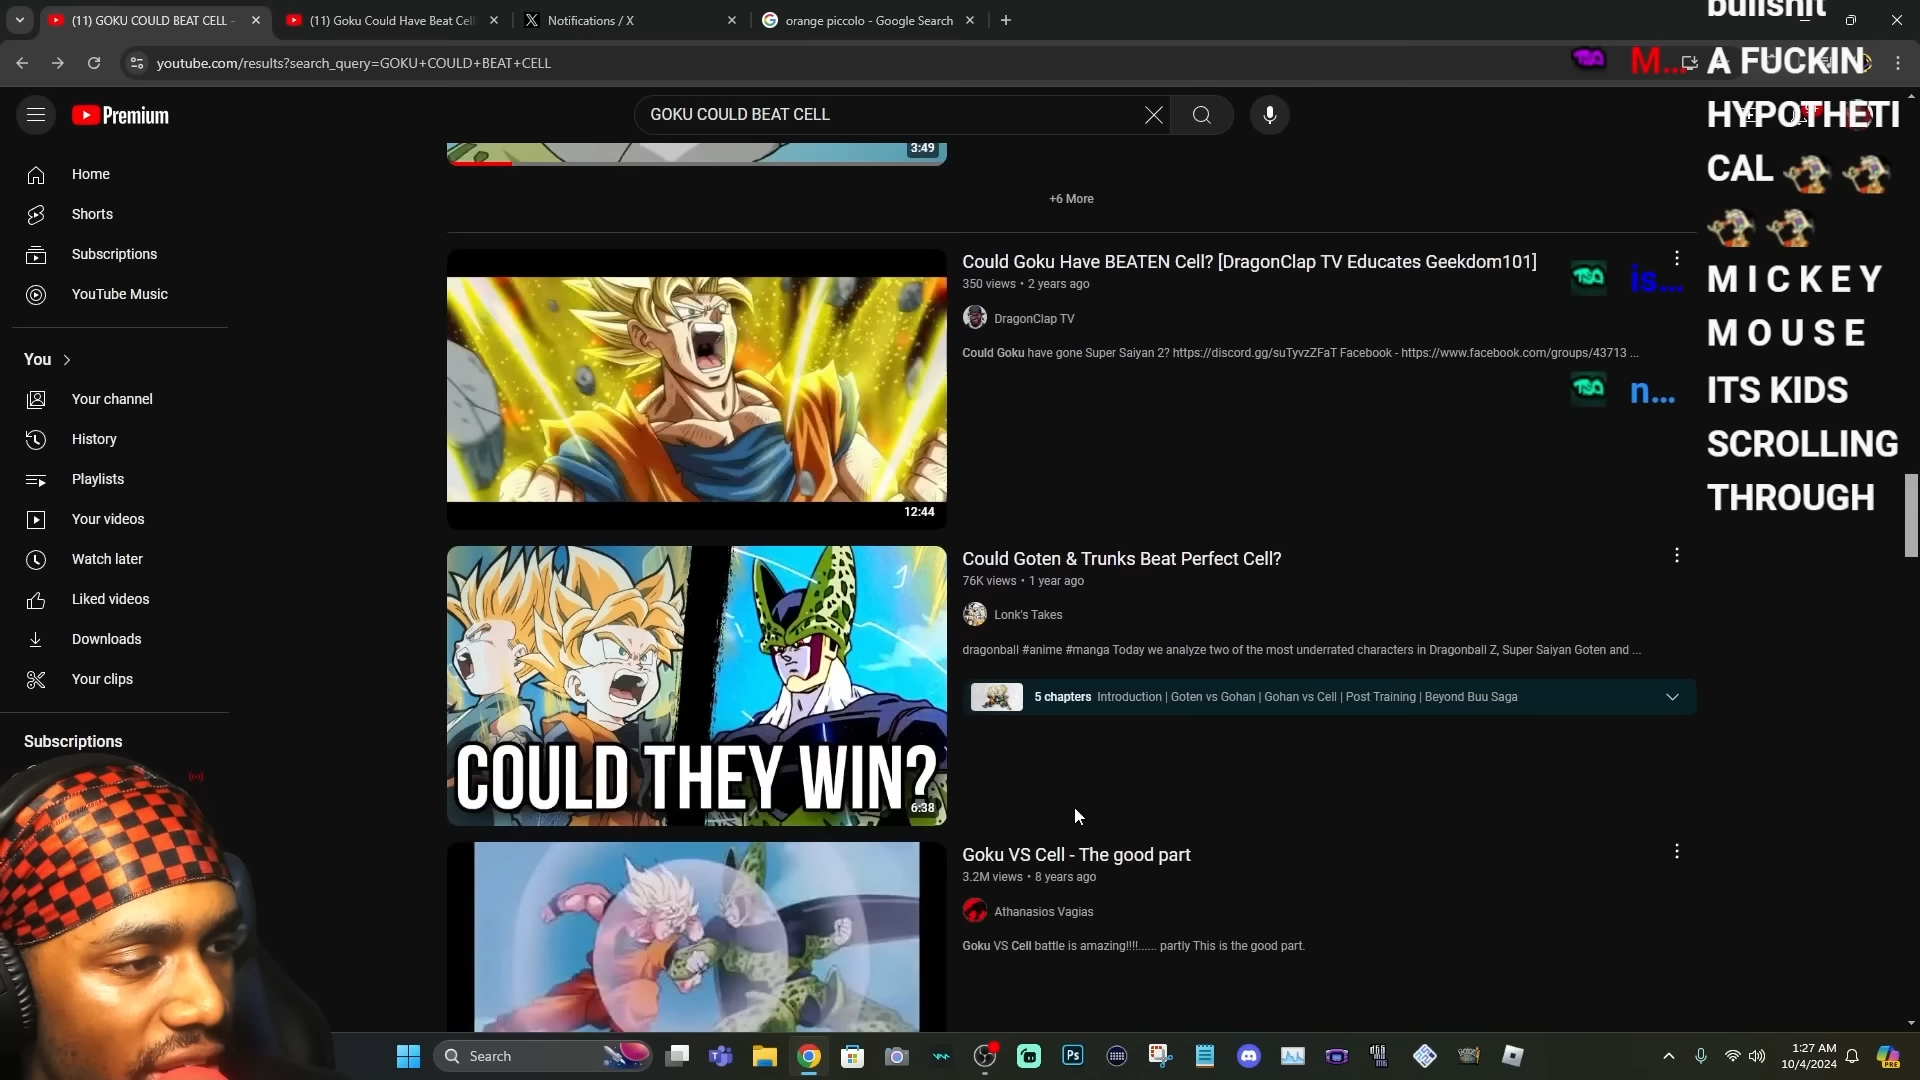 (11) GOKU COULD BEAT CELL -
(11) Goku Could Have Beat Cell
Notifications / X
orange piccolo - Google Search
youtube.com/results?search_query=GOKU+COULD+BEAT+CELL
bullshit
M... A FUCKIN
HYPOTHETI
CAL
Premium
GOKU COULD BEAT CELL
3:49
+6 More
Home
Shorts
Subscriptions
YouTube Music
You
Your channel
History
Playlists
Your videos
Watch later
Liked videos
Downloads
Your clips
Subscriptions
12:44
Could Goku Have BEATEN Cell? [DragonClap TV Educates Geekdom101]
350 views • 2 years ago
DragonClap TV
Could Goku have gone Super Saiyan 2? https://discord.gg/suTyvzZFaT Facebook - https://www.facebook.com/groups/43713 ...
is... M I C K E Y
M O U S E
n... ITS KIDS
SCROLLING
THROUGH
COULD THEY WIN?
6:38
Could Goten & Trunks Beat Perfect Cell?
76K views • 1 year ago
Lonk's Takes
dragonball #anime #manga Today we analyze two of the most underrated characters in Dragonball Z, Super Saiyan Goten and ...
5 chapters Introduction | Goten vs Gohan | Gohan vs Cell | Post Training | Beyond Buu Saga
Goku VS Cell - The good part
3.2M views • 8 years ago
Athanasios Vagias
Goku VS Cell battle is amazing!!!!...... partly This is the good part.
Search
Ps
1:27 AM
10/4/2024